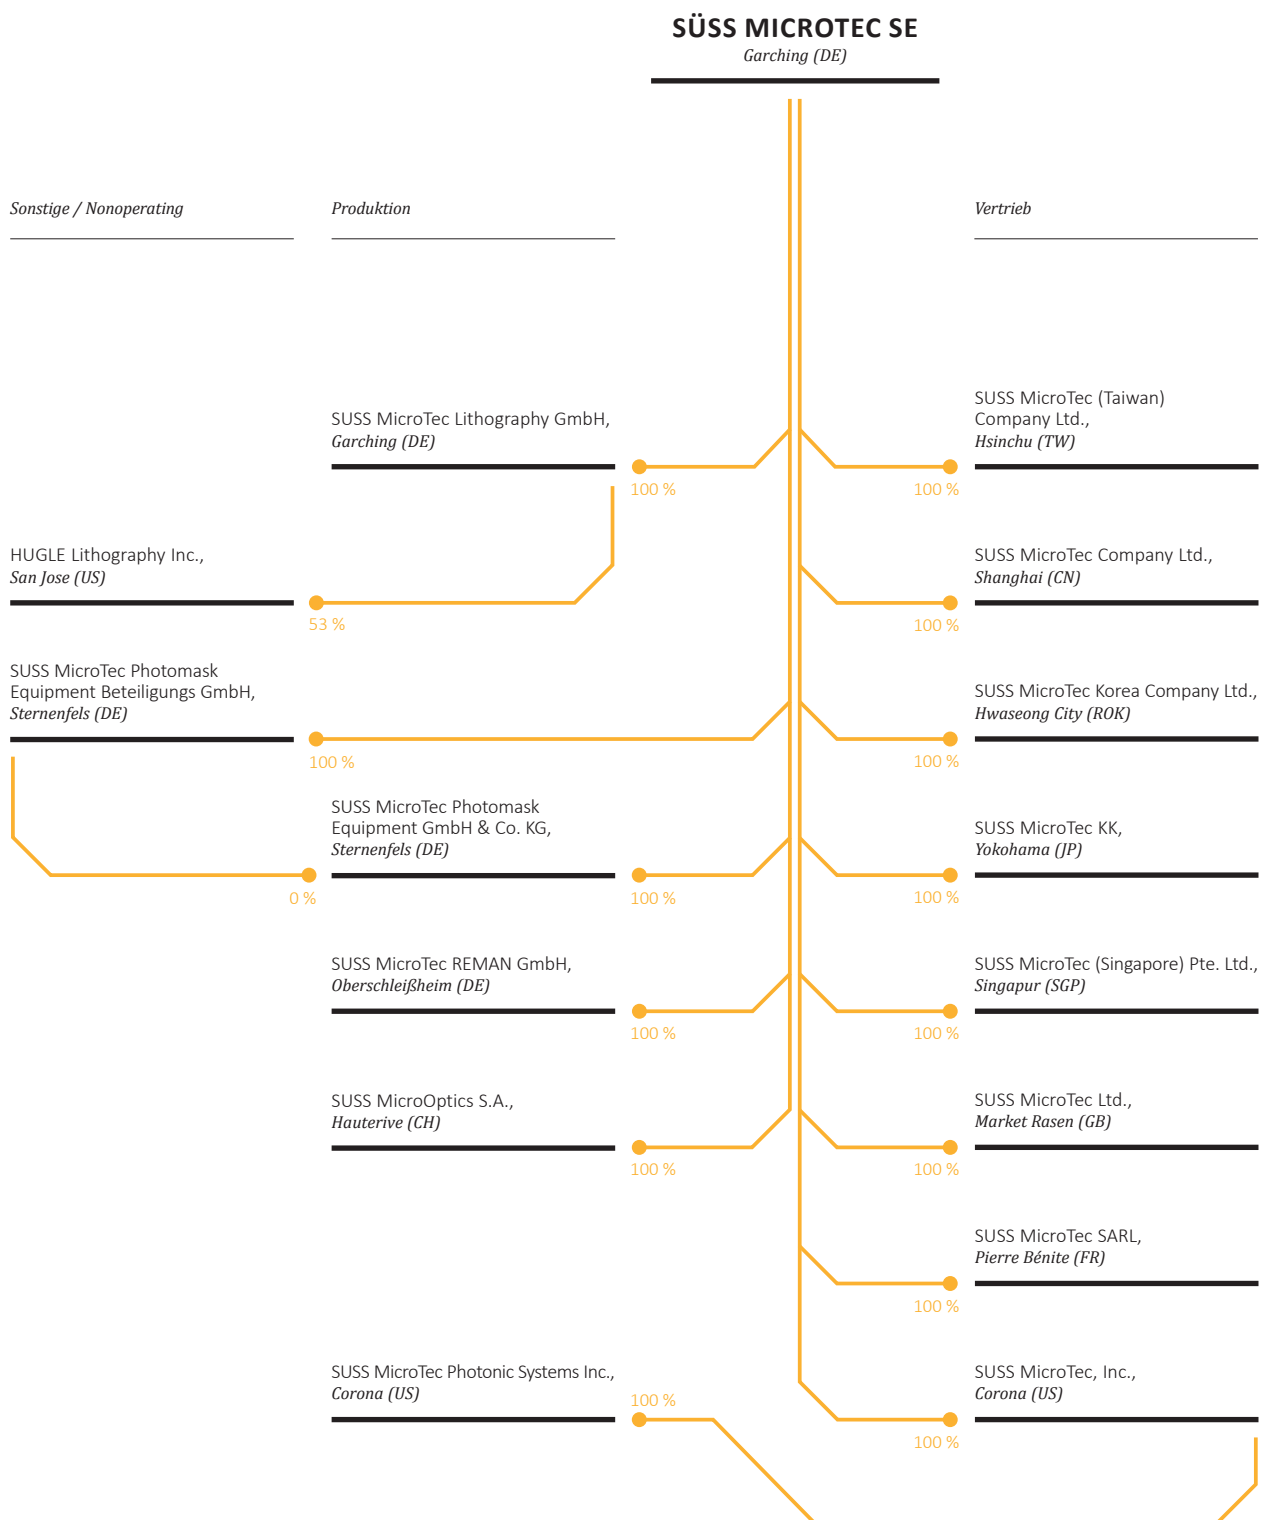 SÜSS MICROTEC SE
Garching (DE)
Sonstige / Nonoperating
Produktion
Vertrieb
SUSS MicroTec Lithography GmbH,
Garching (DE)
100 %
SUSS MicroTec (Taiwan)
Company Ltd.,
Hsinchu (TW)
100 %
HUGLE Lithography Inc.,
San Jose (US)
53 %
SUSS MicroTec Company Ltd.,
Shanghai (CN)
100 %
SUSS MicroTec Photomask
Equipment Beteiligungs GmbH,
Sternenfels (DE)
100 %
SUSS MicroTec Korea Company Ltd.,
Hwaseong City (ROK)
100 %
SUSS MicroTec Photomask
Equipment GmbH & Co. KG,
Sternenfels (DE)
0 %
100 %
SUSS MicroTec KK,
Yokohama (JP)
100 %
SUSS MicroTec REMAN GmbH,
Oberschleißheim (DE)
100 %
SUSS MicroTec (Singapore) Pte. Ltd.,
Singapur (SGP)
100 %
SUSS MicroOptics S.A.,
Hauterive (CH)
100 %
SUSS MicroTec Ltd.,
Market Rasen (GB)
100 %
SUSS MicroTec SARL,
Pierre Bénite (FR)
100 %
SUSS MicroTec Photonic Systems Inc.,
Corona (US)
100 %
SUSS MicroTec, Inc.,
Corona (US)
100 %